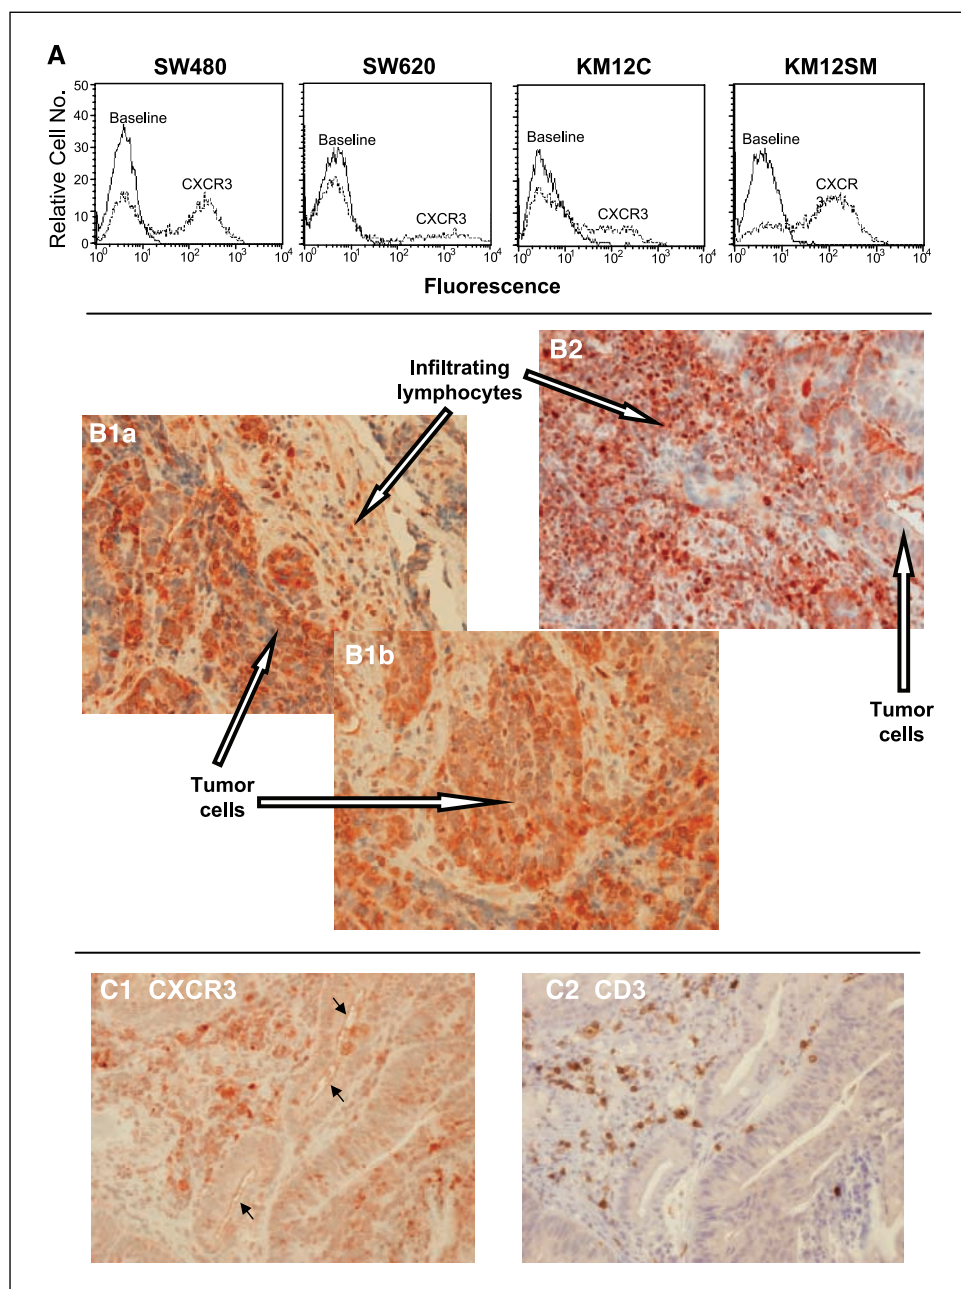 A
SW480 SW620 KM12C KM12SM
Relative Cell No.
50
40
30
20
10
0
Baseline
CXCR3
10⁰ 10¹ 10² 10³ 10⁴
Baseline
CXCR3
10⁰ 10¹ 10² 10³ 10⁴
Baseline
CXCR3
10⁰ 10¹ 10² 10³ 10⁴
Baseline
CXCR
3
10⁰ 10¹ 10² 10³ 10⁴
Fluorescence
Infiltrating
lymphocytes
B2
B1a
B1b
Tumor
cells
Tumor
cells
C1 CXCR3
C2 CD3